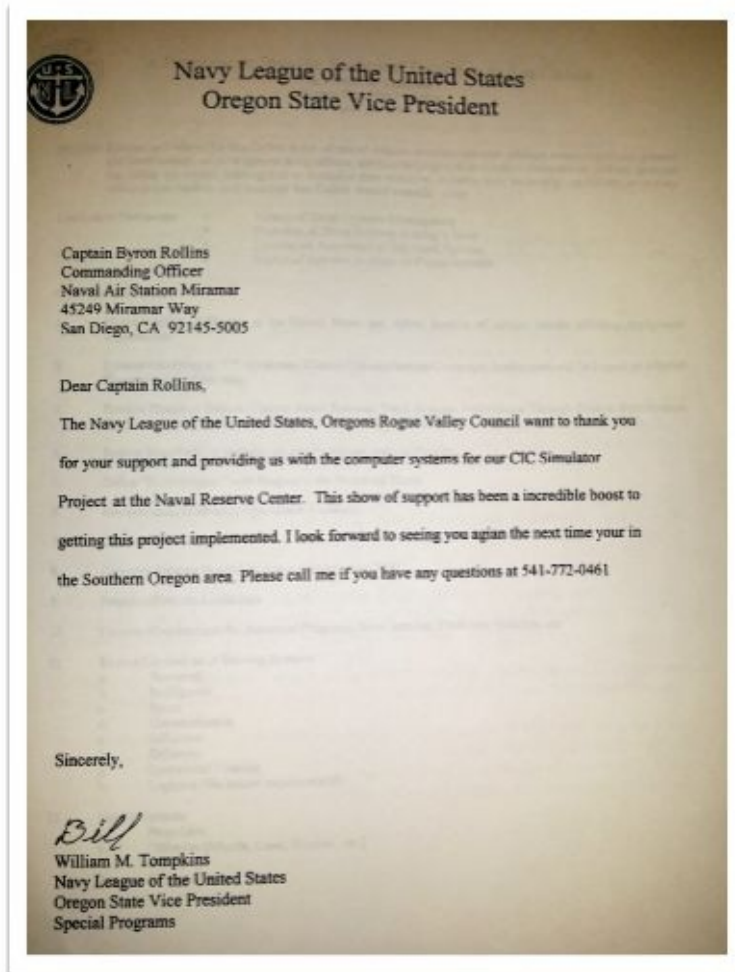 U·S
N L
Navy League of the United States
Oregon State Vice President
Captain Byron Rollins
Commanding Officer
Naval Air Station Miramar
45249 Miramar Way
San Diego, CA 92145-5005
Dear Captain Rollins,
The Navy League of the United States, Oregons Rogue Valley Council want to thank you
for your support and providing us with the computer systems for our CIC Simulator
Project at the Naval Reserve Center. This show of support has been a incredible boost to
getting this project implemented. I look forward to seeing you agian the next time your in
the Southern Oregon area. Please call me if you have any questions at 541-772-0461
Sincerely,
Bill
William M. Tompkins
Navy League of the United States
Oregon State Vice President
Special Programs